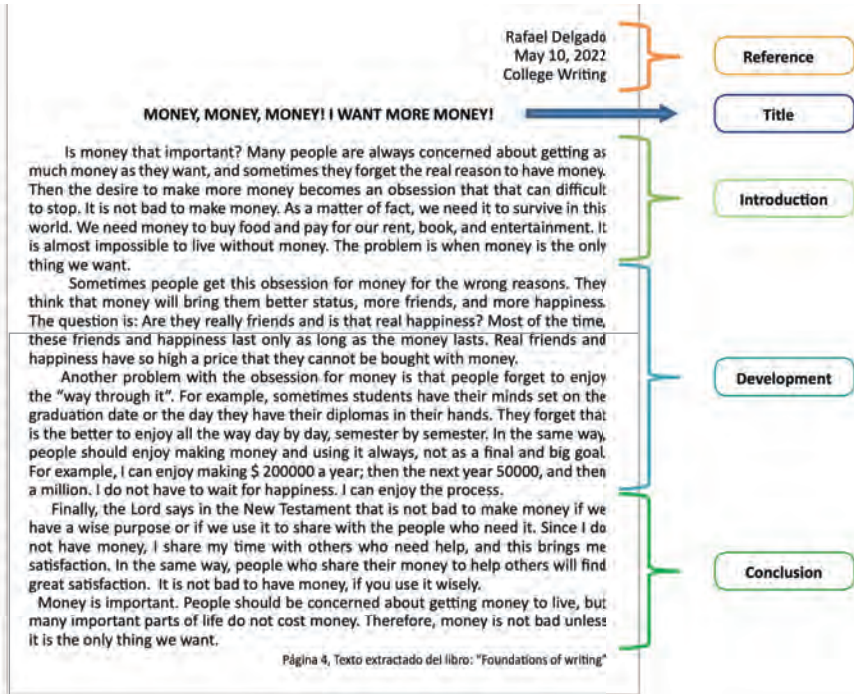 Rafael Delgado
May 10, 2022
College Writing
Reference
MONEY, MONEY, MONEY! I WANT MORE MONEY!
Title
Is money that important? Many people are always concerned about getting as
much money as they want, and sometimes they forget the real reason to have money.
Then the desire to make more money becomes an obsession that that can difficult
to stop. It is not bad to make money. As a matter of fact, we need it to survive in this
world. We need money to buy food and pay for our rent, book, and entertainment. It
is almost impossible to live without money. The problem is when money is the only
thing we want.
Introduction
Sometimes people get this obsession for money for the wrong reasons. They
think that money will bring them better status, more friends, and more happiness.
The question is: Are they really friends and is that real happiness? Most of the time,
these friends and happiness last only as long as the money lasts. Real friends and
happiness have so high a price that they cannot be bought with money.
Another problem with the obsession for money is that people forget to enjoy
the “way through it”. For example, sometimes students have their minds set on the
graduation date or the day they have their diplomas in their hands. They forget that
is the better to enjoy all the way day by day, semester by semester. In the same way,
people should enjoy making money and using it always, not as a final and big goal.
For example, I can enjoy making $ 200000 a year; then the next year 50000, and then
a million. I do not have to wait for happiness. I can enjoy the process.
Development
Finally, the Lord says in the New Testament that is not bad to make money if we
have a wise purpose or if we use it to share with the people who need it. Since I do
not have money, I share my time with others who need help, and this brings me
satisfaction. In the same way, people who share their money to help others will find
great satisfaction. It is not bad to have money, if you use it wisely.
Money is important. People should be concerned about getting money to live, but
many important parts of life do not cost money. Therefore, money is not bad unless
it is the only thing we want.
Conclusion
Página 4, Texto extractado del libro: "Foundations of writing"